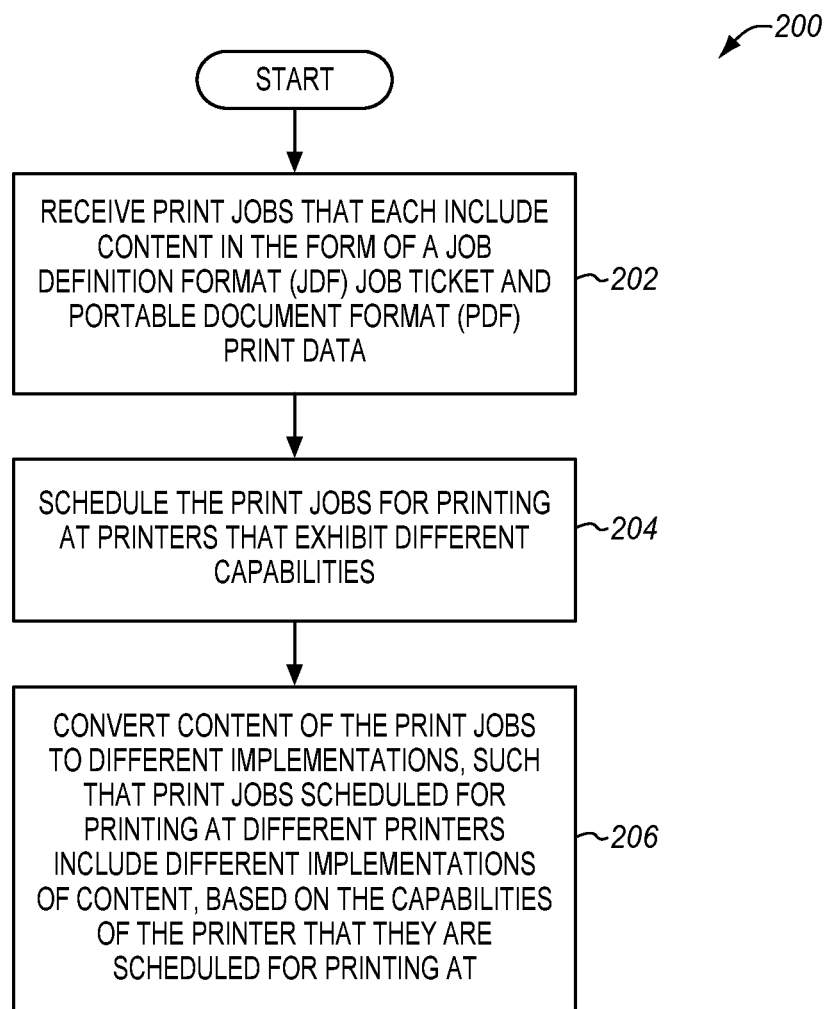 200
START
RECEIVE PRINT JOBS THAT EACH INCLUDE
CONTENT IN THE FORM OF A JOB
DEFINITION FORMAT (JDF) JOB TICKET AND
PORTABLE DOCUMENT FORMAT (PDF)
PRINT DATA
202
SCHEDULE THE PRINT JOBS FOR PRINTING
AT PRINTERS THAT EXHIBIT DIFFERENT
CAPABILITIES
204
CONVERT CONTENT OF THE PRINT JOBS
TO DIFFERENT IMPLEMENTATIONS, SUCH
THAT PRINT JOBS SCHEDULED FOR
PRINTING AT DIFFERENT PRINTERS
INCLUDE DIFFERENT IMPLEMENTATIONS
OF CONTENT, BASED ON THE CAPABILITIES
OF THE PRINTER THAT THEY ARE
SCHEDULED FOR PRINTING AT
206